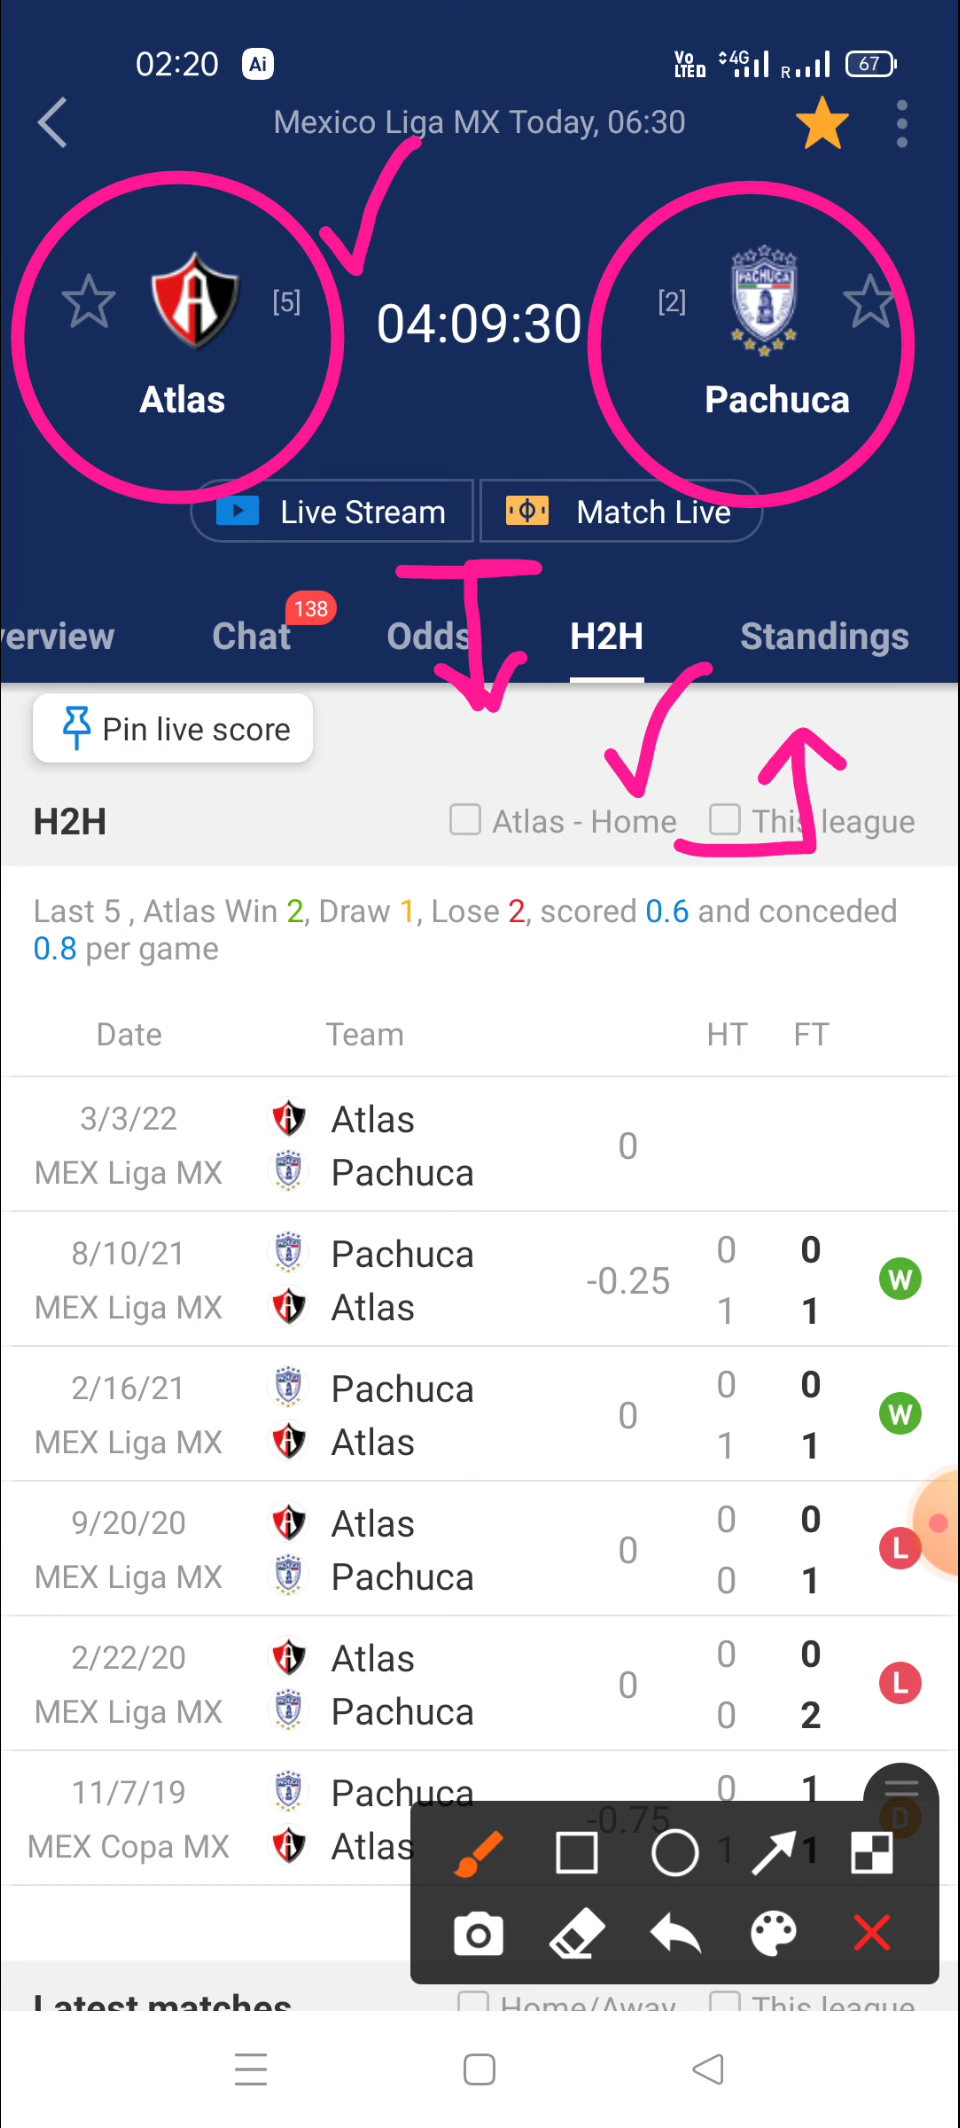 02:20 Ai Vo LTED 4G R 67
Mexico Liga MX Today, 06:30
[5] 04:09:30 [2]
PACHUCA
Atlas Pachuca
Live Stream Match Live
verview Chat 138 Odds H2H Standings
Pin live score
H2H Atlas - Home This league
Last 5 , Atlas Win 2, Draw 1, Lose 2, scored 0.6 and conceded
0.8 per game
Date Team HT FT
3/3/22 Atlas
0
MEX Liga MX Pachuca
8/10/21 Pachuca 0 0
-0.25 W
MEX Liga MX Atlas 1 1
2/16/21 Pachuca 0 0
0 W
MEX Liga MX Atlas 1 1
9/20/20 Atlas 0 0
0 L
MEX Liga MX Pachuca 0 1
2/22/20 Atlas 0 0
0 L
MEX Liga MX Pachuca 0 2
11/7/19 Pachuca 0 1
-0.75 D
MEX Copa MX Atlas 1 1
Latest matches Home/Away This league